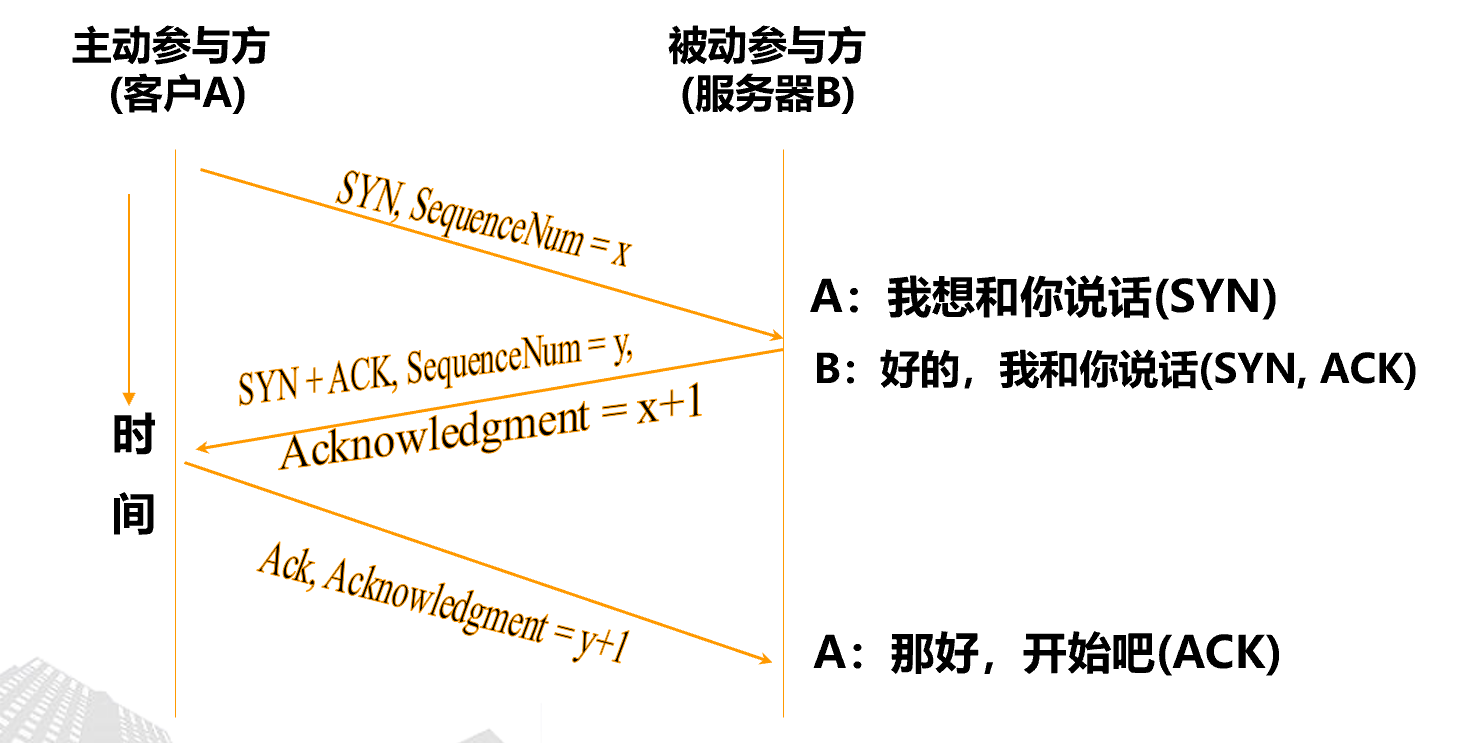 主动参与方
(客户A)
被动参与方
(服务器B)
SYN, SequenceNum = x
A：我想和你说话(SYN)
SYN + ACK, SequenceNum = y,
Acknowledgment = x+1
B：好的，我和你说话(SYN, ACK)
时
间
Ack, Acknowledgment = y+1
A：那好，开始吧(ACK)